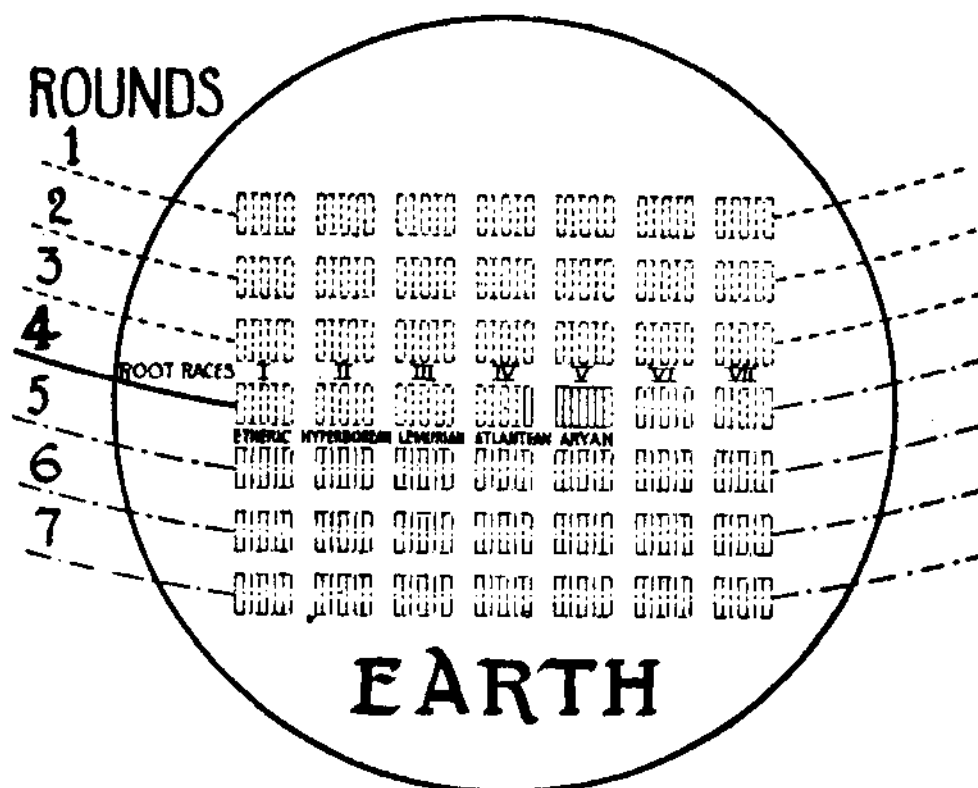 ROUNDS
1
2
3
4
ROOT RACES I II III IV V VI VII
5
ETHERIC HYPERBOREAN LEMURIAN ATLANTEAN ARYAN
6
7
EARTH